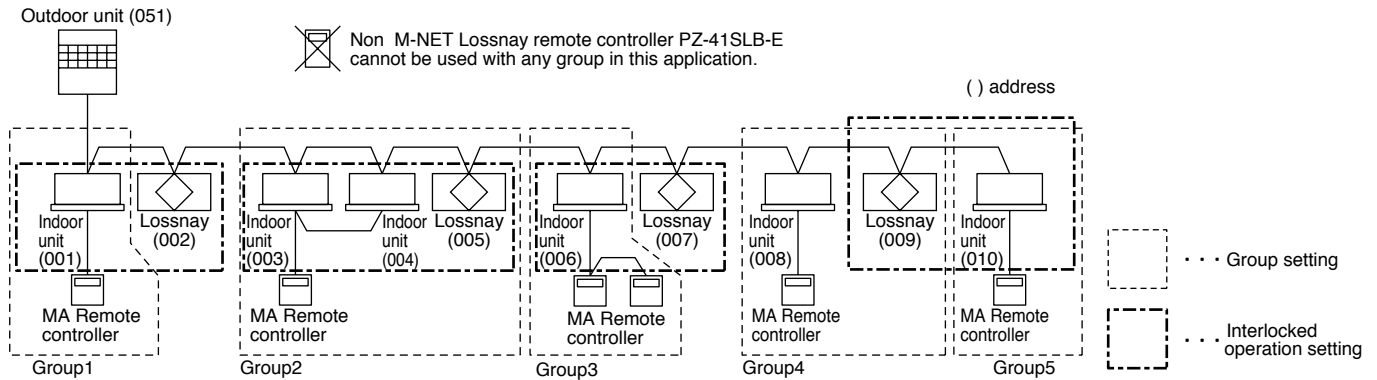 Outdoor unit (051)
Non M-NET Lossnay remote controller PZ-41SLB-E
cannot be used with any group in this application.
( ) address
Indoor
unit
(001)
Lossnay
(002)
Indoor
unit
(003)
Indoor
unit
(004)
Lossnay
(005)
Indoor
unit
(006)
Lossnay
(007)
Indoor
unit
(008)
Lossnay
(009)
Indoor
unit
(010)
MA Remote
controller
MA Remote
controller
MA Remote
controller
MA Remote
controller
MA Remote
controller
Group1
Group2
Group3
Group4
Group5
· · · Group setting
· · · Interlocked
operation setting